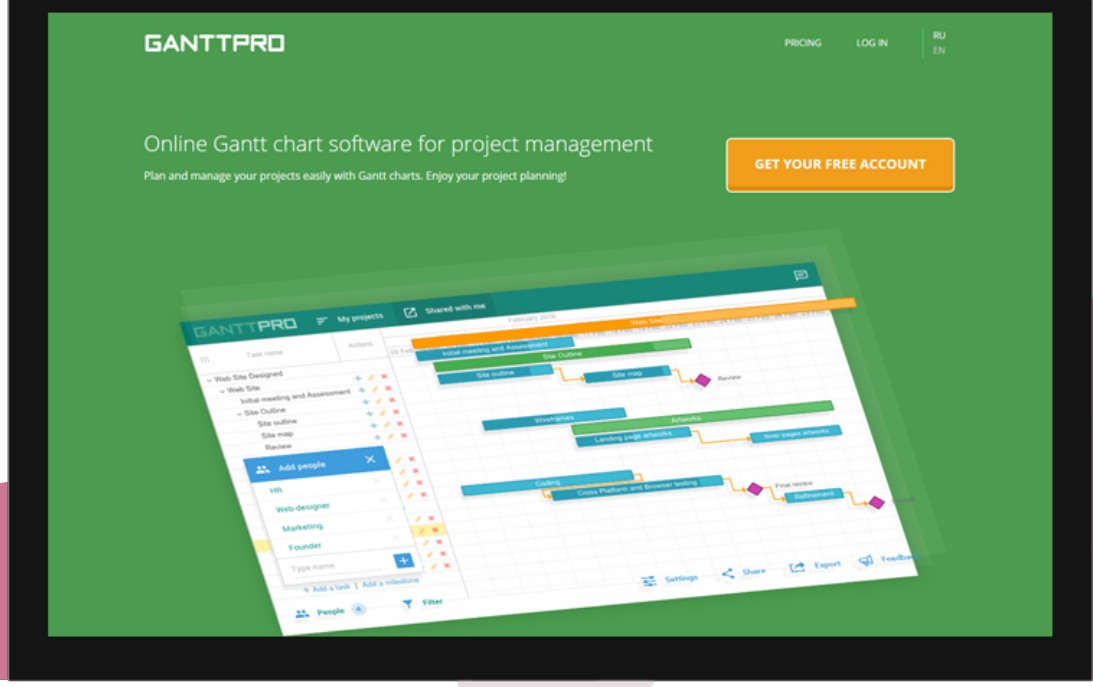 GANTTPRO
PRICING
LOG IN
RU
EN
Online Gantt chart software for project management
Plan and manage your projects easily with Gantt charts. Enjoy your project planning!
GET YOUR FREE ACCOUNT
GANTTPRO
My projects
Shared with me
Task name
Actions
February 2016
Web Site
Initial meeting and Assessment
Site Outline
Site outline
Site map
Review
Web Site Designed
Web Site
Initial meeting and Assessment
Site Outline
Site outline
Site map
Review
Wireframes
Artworks
Landing page artworks
Inner pages artworks
Add people
HR
Web-designer
Marketing
Founder
Type name
Coding
Cross Platform and Browser testing
Final review
Refinement
Add a task | Add a milestone
People 4
Filter
Settings
Share
Export
Feedback